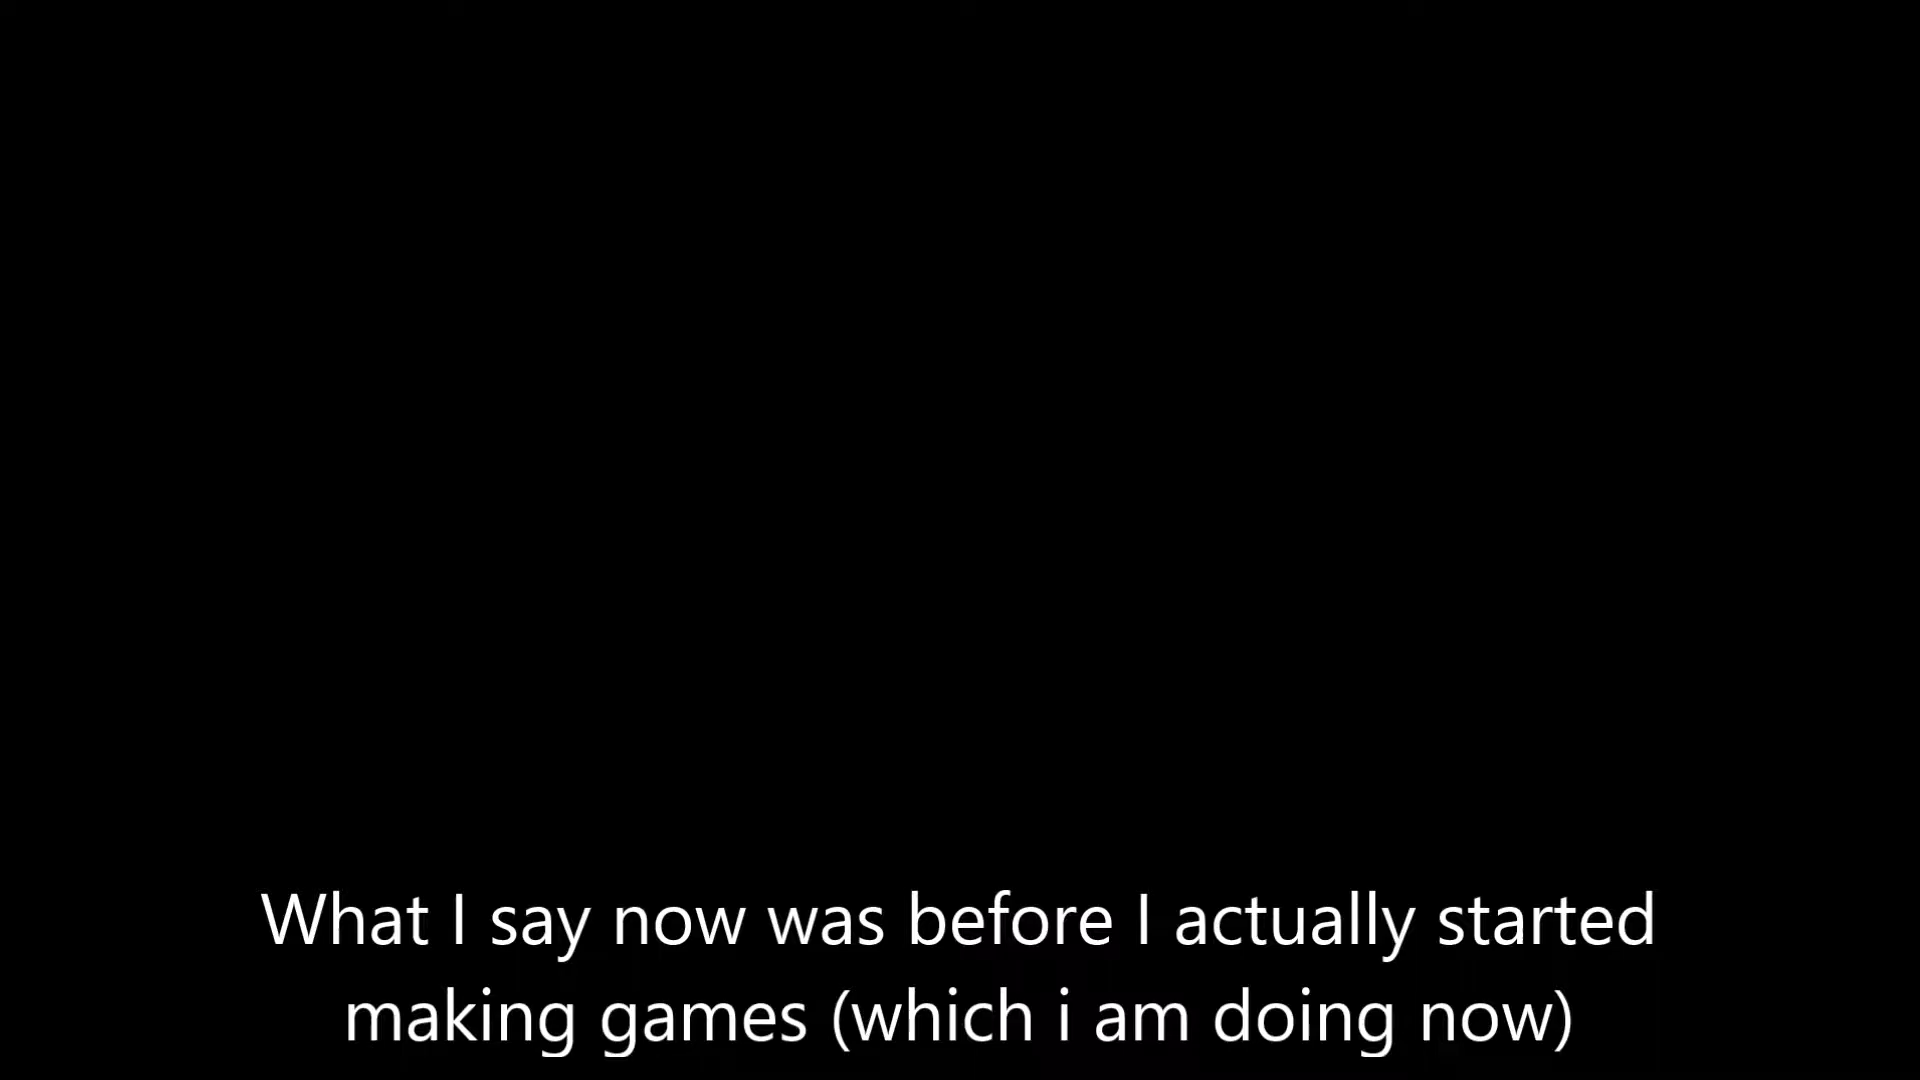 What I say now was before I actually started
making games (which i am doing now)